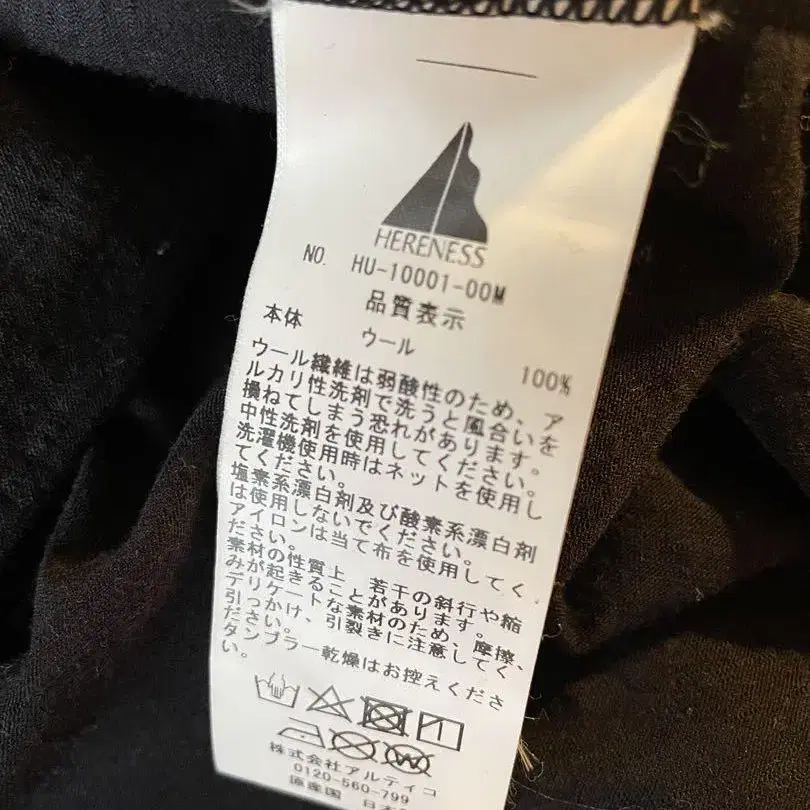 HERENESS
NO. HU-10001-00M
品質表示
本体 ウール 100%
ウール繊維は弱酸性のため、ア
ルカリ性洗剤で洗うと風合いを
損ねてしまう恐れがあります。
中性洗剤を使用してください。
洗濯機使用時はネットを使用し
てください。
塩素系漂白剤及び酸素系漂白剤
は使用しないでください。
アイロンは当て布を使用してく
ださい。
素材の性質上、若干の斜行や縮
みが起きることがあります。
デリケートな素材のため、摩擦、
引っかけ、引裂きに注意してく
ださい。
タンブラー乾燥はお控えくださ
い。
W
株式会社アルティコ
0120-560-799
原産国 日本